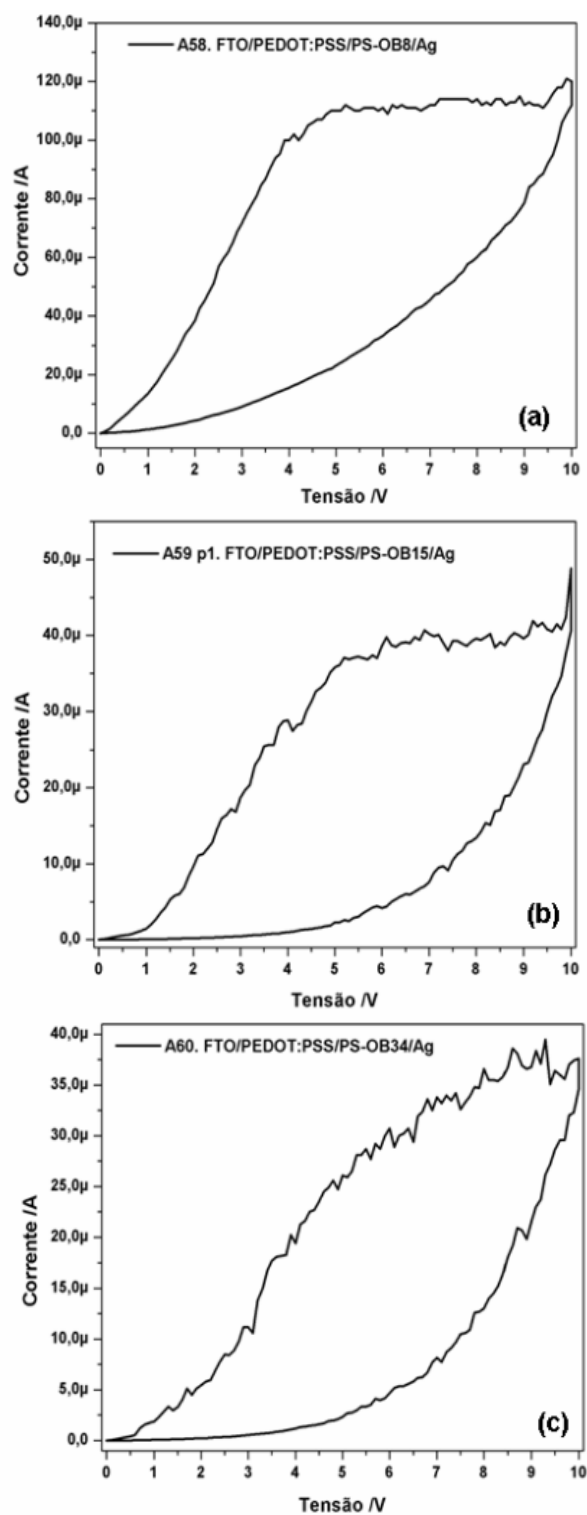 A58. FTO/PEDOT:PSS/PS-OB8/Ag
140,0µ
120,0µ
100,0µ
80,0µ
60,0µ
40,0µ
20,0µ
0,0
Corrente /A
(a)
0 1 2 3 4 5 6 7 8 9 10
Tensão /V
A59 p1. FTO/PEDOT:PSS/PS-OB15/Ag
50,0µ
40,0µ
30,0µ
20,0µ
10,0µ
0,0
Corrente /A
(b)
0 1 2 3 4 5 6 7 8 9 10
Tensão /V
A60. FTO/PEDOT:PSS/PS-OB34/Ag
40,0µ
35,0µ
30,0µ
25,0µ
20,0µ
15,0µ
10,0µ
5,0µ
0,0
Corrente /A
(c)
0 1 2 3 4 5 6 7 8 9 10
Tensão /V